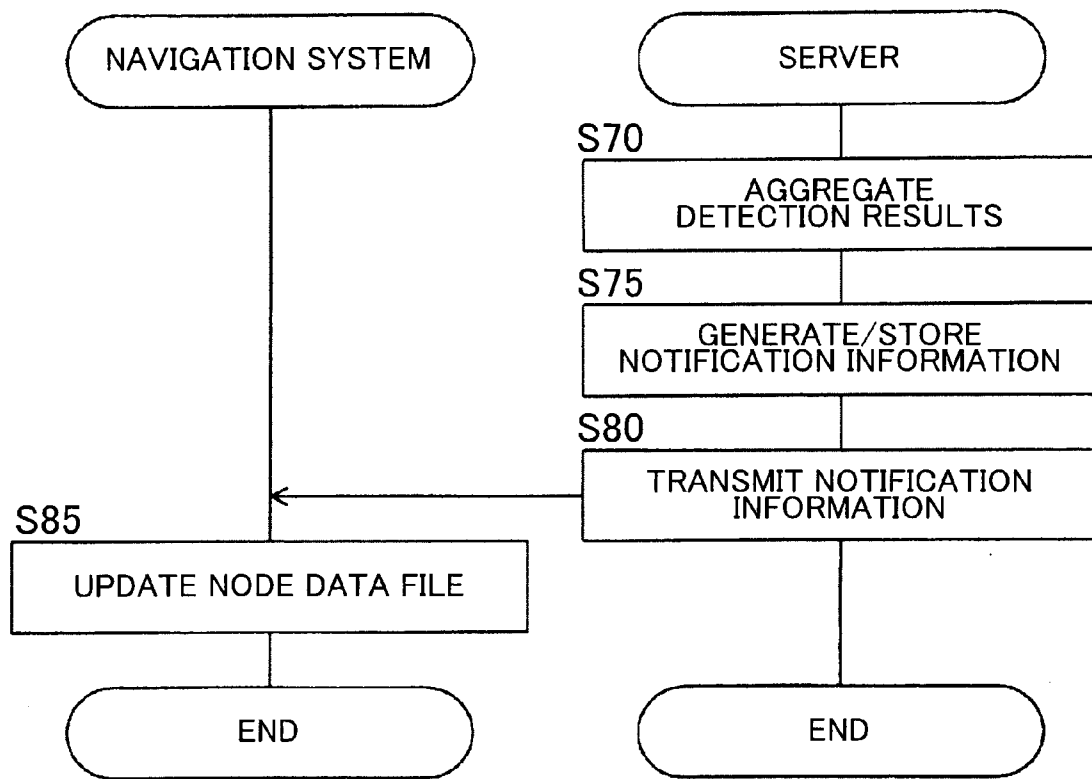 NAVIGATION SYSTEM
SERVER
S70
AGGREGATE
DETECTION RESULTS
S75
GENERATE/STORE
NOTIFICATION INFORMATION
S80
TRANSMIT NOTIFICATION
INFORMATION
S85
UPDATE NODE DATA FILE
END
END